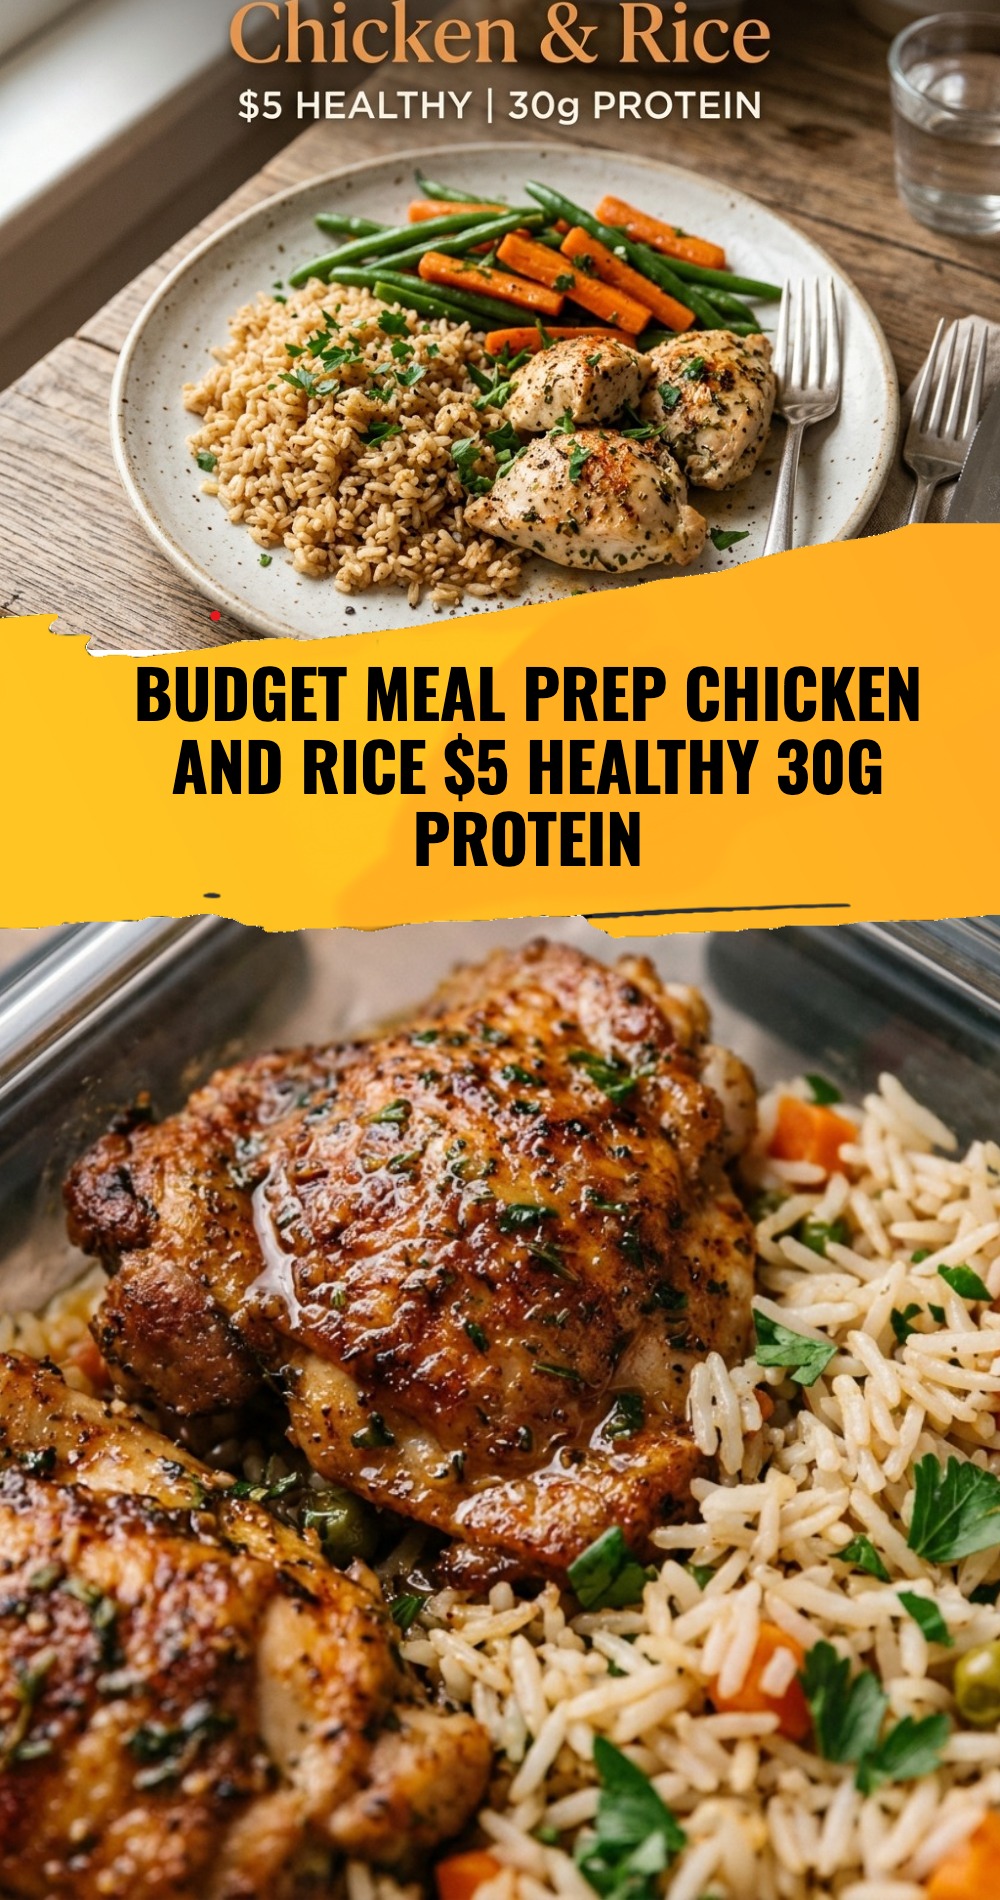 Chicken & Rice
$5 HEALTHY | 30g PROTEIN
BUDGET MEAL PREP CHICKEN
AND RICE $5 HEALTHY 30G
PROTEIN